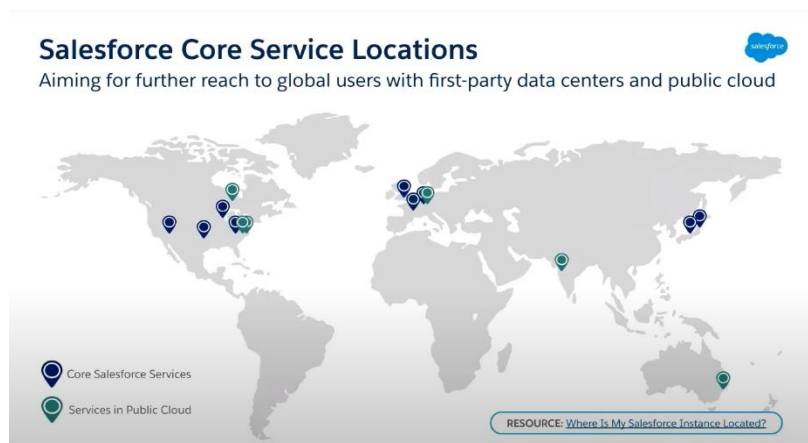 Salesforce Core Service Locations
salesforce
Aiming for further reach to global users with first-party data centers and public cloud
Core Salesforce Services
Services in Public Cloud
RESOURCE: Where Is My Salesforce Instance Located?